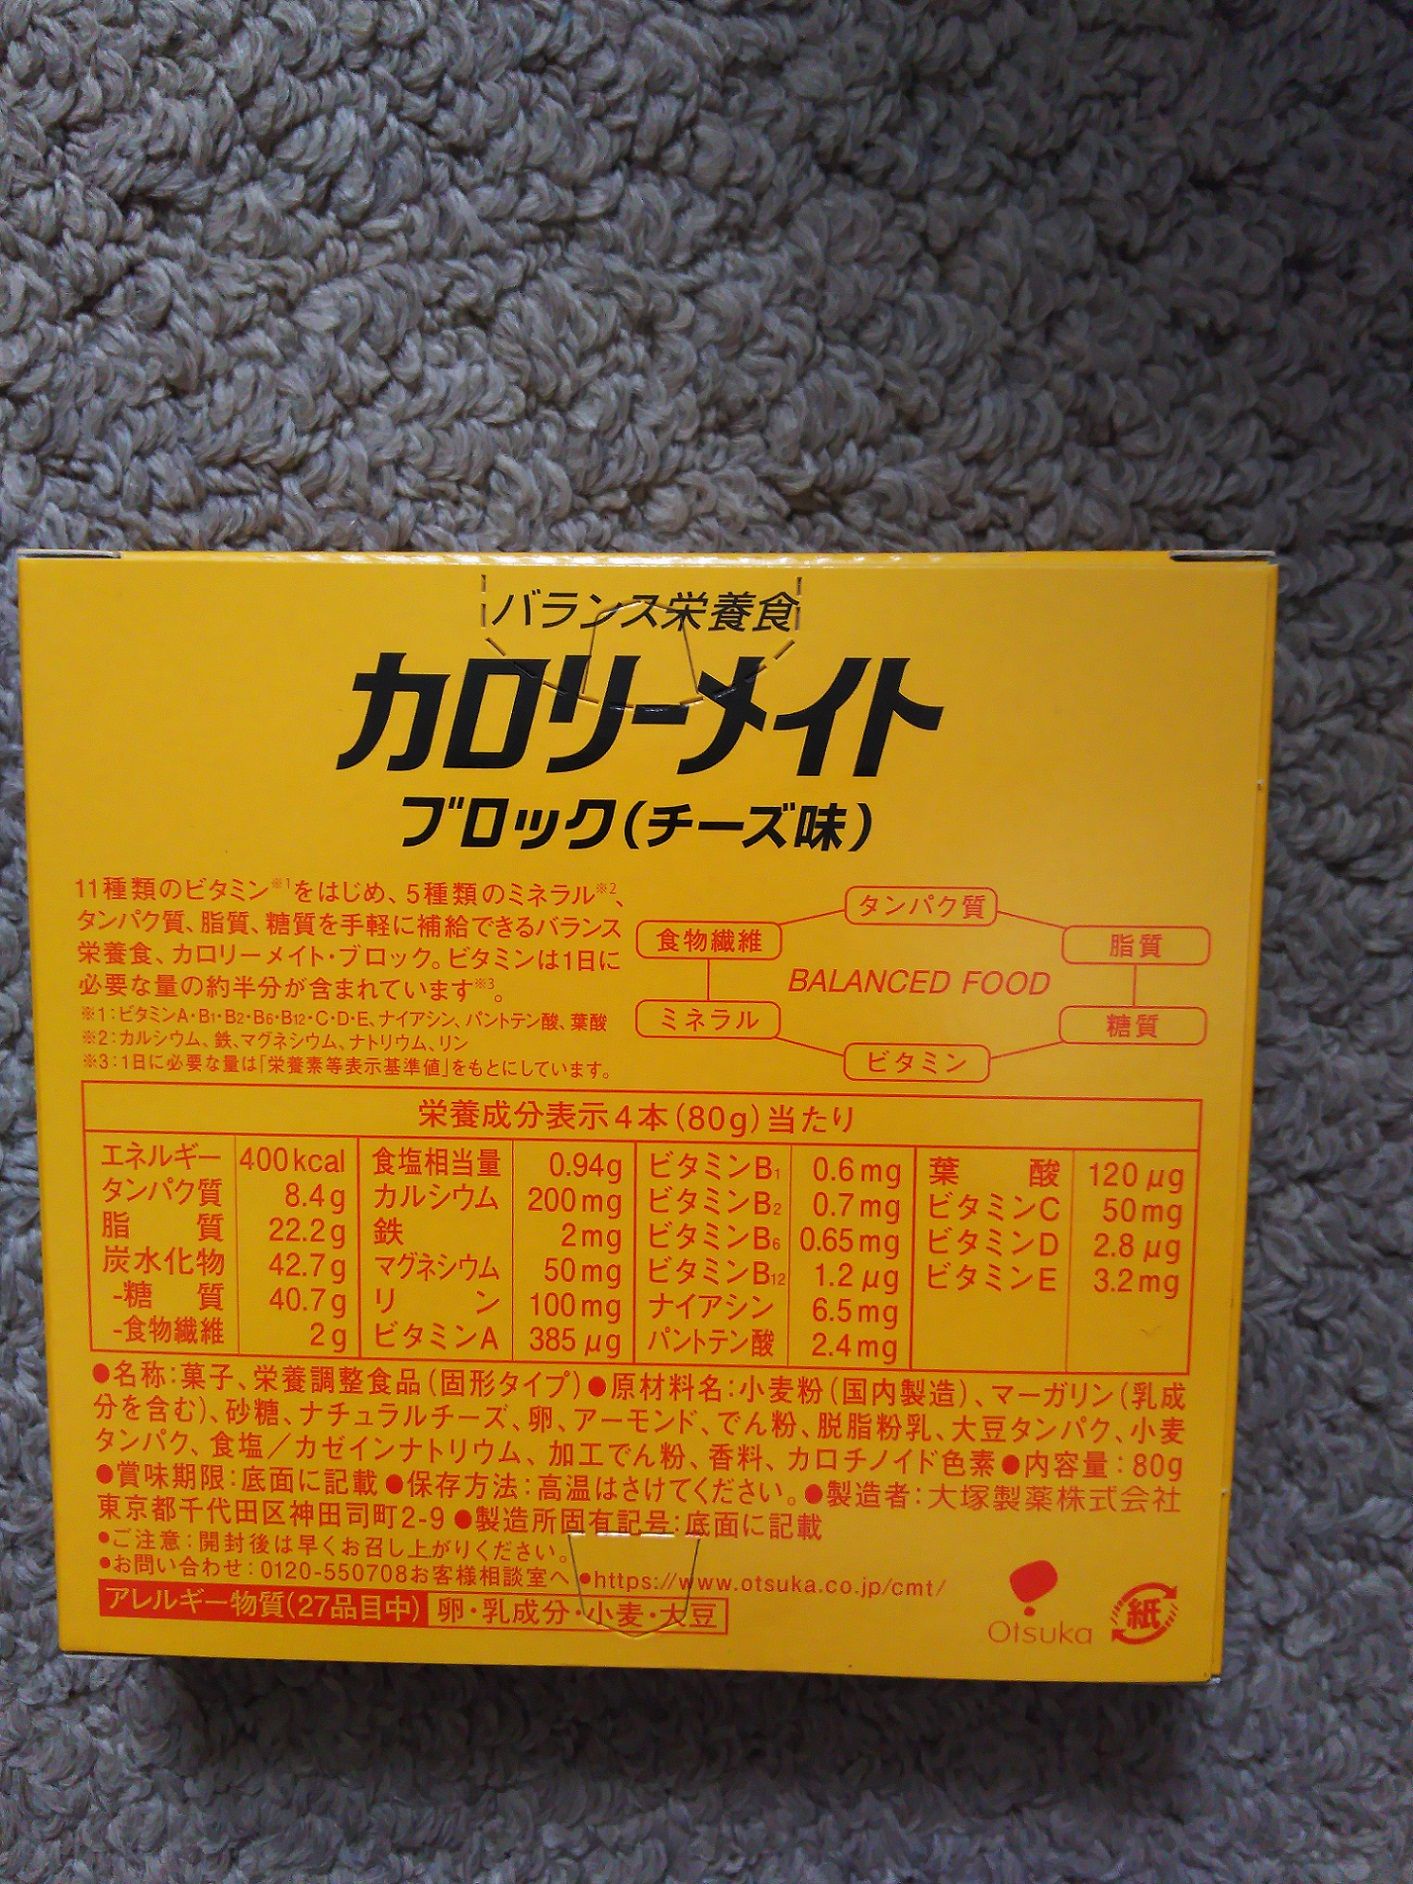 バランス栄養食
カロリーメイト
ブロック(チーズ味)
11種類のビタミン※1をはじめ、5種類のミネラル※2、
タンパク質、脂質、糖質を手軽に補給できるバランス
栄養食、カロリーメイト・ブロック。ビタミンは1日に
必要な量の約半分が含まれています※3。
※1:ビタミンA・B1・B2・B6・B12・C・D・E、ナイアシン、パントテン酸、葉酸
※2:カルシウム、鉄、マグネシウム、ナトリウム、リン
※3:1日に必要な量は「栄養素等表示基準値」をもとにしています。
タンパク質
食物繊維 脂質
BALANCED FOOD
ミネラル 糖質
ビタミン
栄養成分表示4本(80g)当たり
エネルギー 400kcal 食塩相当量 0.94g ビタミンB1 0.6mg 葉酸 120μg
タンパク質 8.4g カルシウム 200mg ビタミンB2 0.7mg ビタミンC 50mg
脂質 22.2g 鉄 2mg ビタミンB6 0.65mg ビタミンD 2.8μg
炭水化物 42.7g マグネシウム 50mg ビタミンB12 1.2μg ビタミンE 3.2mg
-糖質 40.7g リン 100mg ナイアシン 6.5mg
-食物繊維 2g ビタミンA 385μg パントテン酸 2.4mg
●名称:菓子、栄養調整食品(固形タイプ)●原材料名:小麦粉(国内製造)、マーガリン(乳成
分を含む)、砂糖、ナチュラルチーズ、卵、アーモンド、でん粉、脱脂粉乳、大豆タンパク、小麦
タンパク、食塩/カゼインナトリウム、加工でん粉、香料、カロチノイド色素●内容量:80g
●賞味期限:底面に記載●保存方法:高温はさけてください。●製造者:大塚製薬株式会社
東京都千代田区神田司町2-9●製造所固有記号:底面に記載
●ご注意:開封後は早くお召し上がりください。
●お問い合わせ:0120-550708お客様相談室へ●https://www.otsuka.co.jp/cmt/
アレルギー物質(27品目中) 卵・乳成分・小麦・大豆
Otsuka
紙